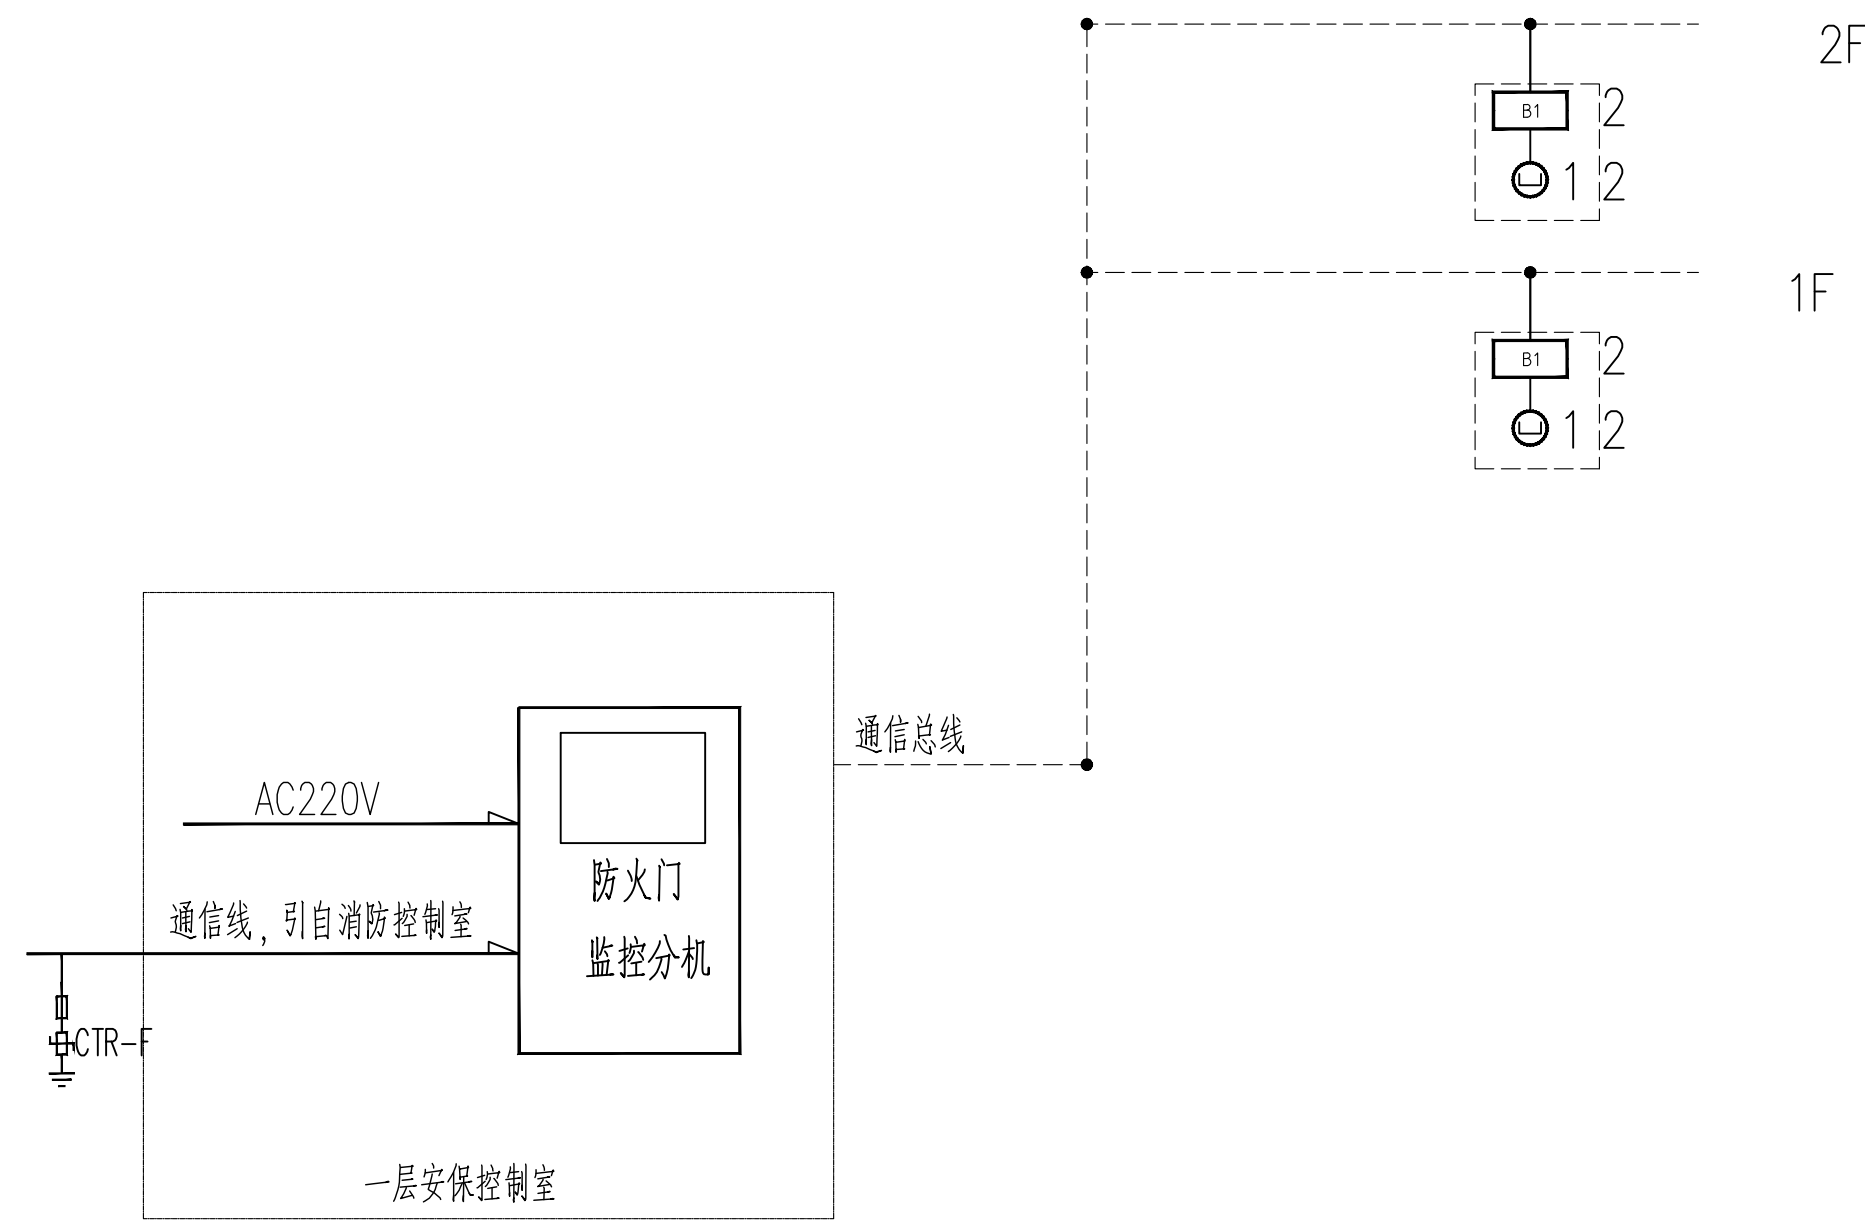 2F
B1 2
1 2
1F
B1 2
1 2
通信总线
AC220V
防火门
监控分机
通信线，引自消防控制室
CTR-F
一层安保控制室